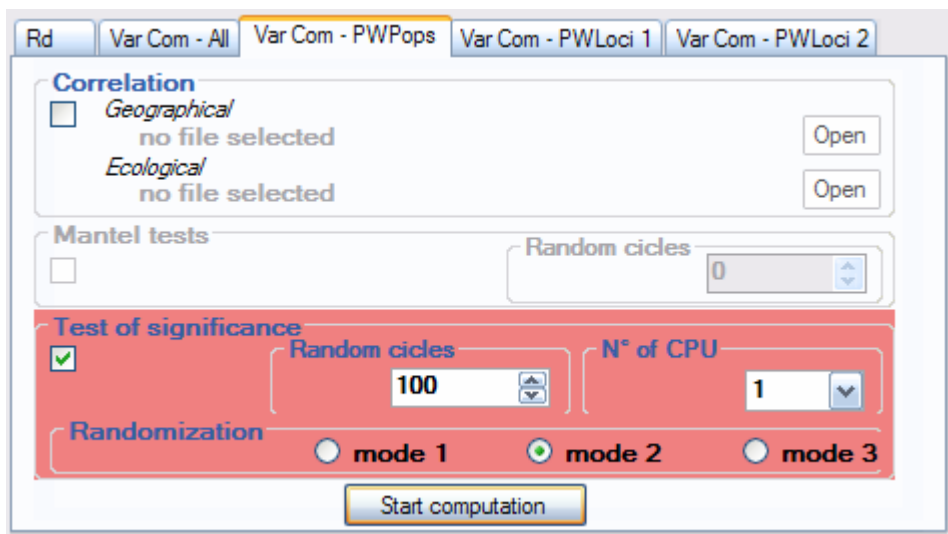 Rd Var Com - All Var Com - PWPops Var Com - PWLoci 1 Var Com - PWLoci 2
Correlation
Geographical
no file selected Open
Ecological
no file selected Open
Mantel tests
Random cicles
0
Test of significance
Random cicles N° of CPU
100 1
Randomization
mode 1 mode 2 mode 3
Start computation